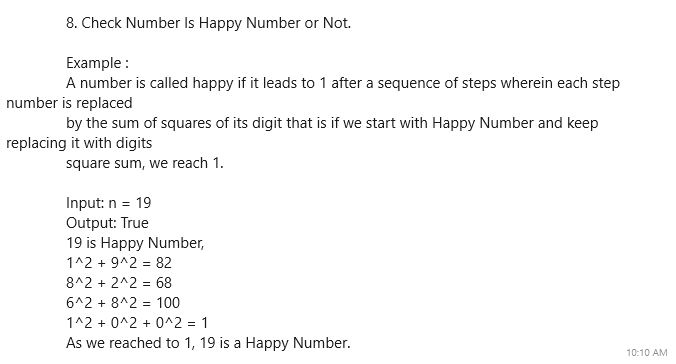 8. Check Number Is Happy Number or Not.
Example :
A number is called happy if it leads to 1 after a sequence of steps wherein each step
number is replaced
by the sum of squares of its digit that is if we start with Happy Number and keep
replacing it with digits
square sum, we reach 1.
Input: n = 19
Output: True
19 is Happy Number,
1^2 + 9^2 = 82
8^2 + 2^2 = 68
6^2 + 8^2 = 100
1^2 + 0^2 + 0^2 = 1
As we reached to 1, 19 is a Happy Number.
10:10 AM